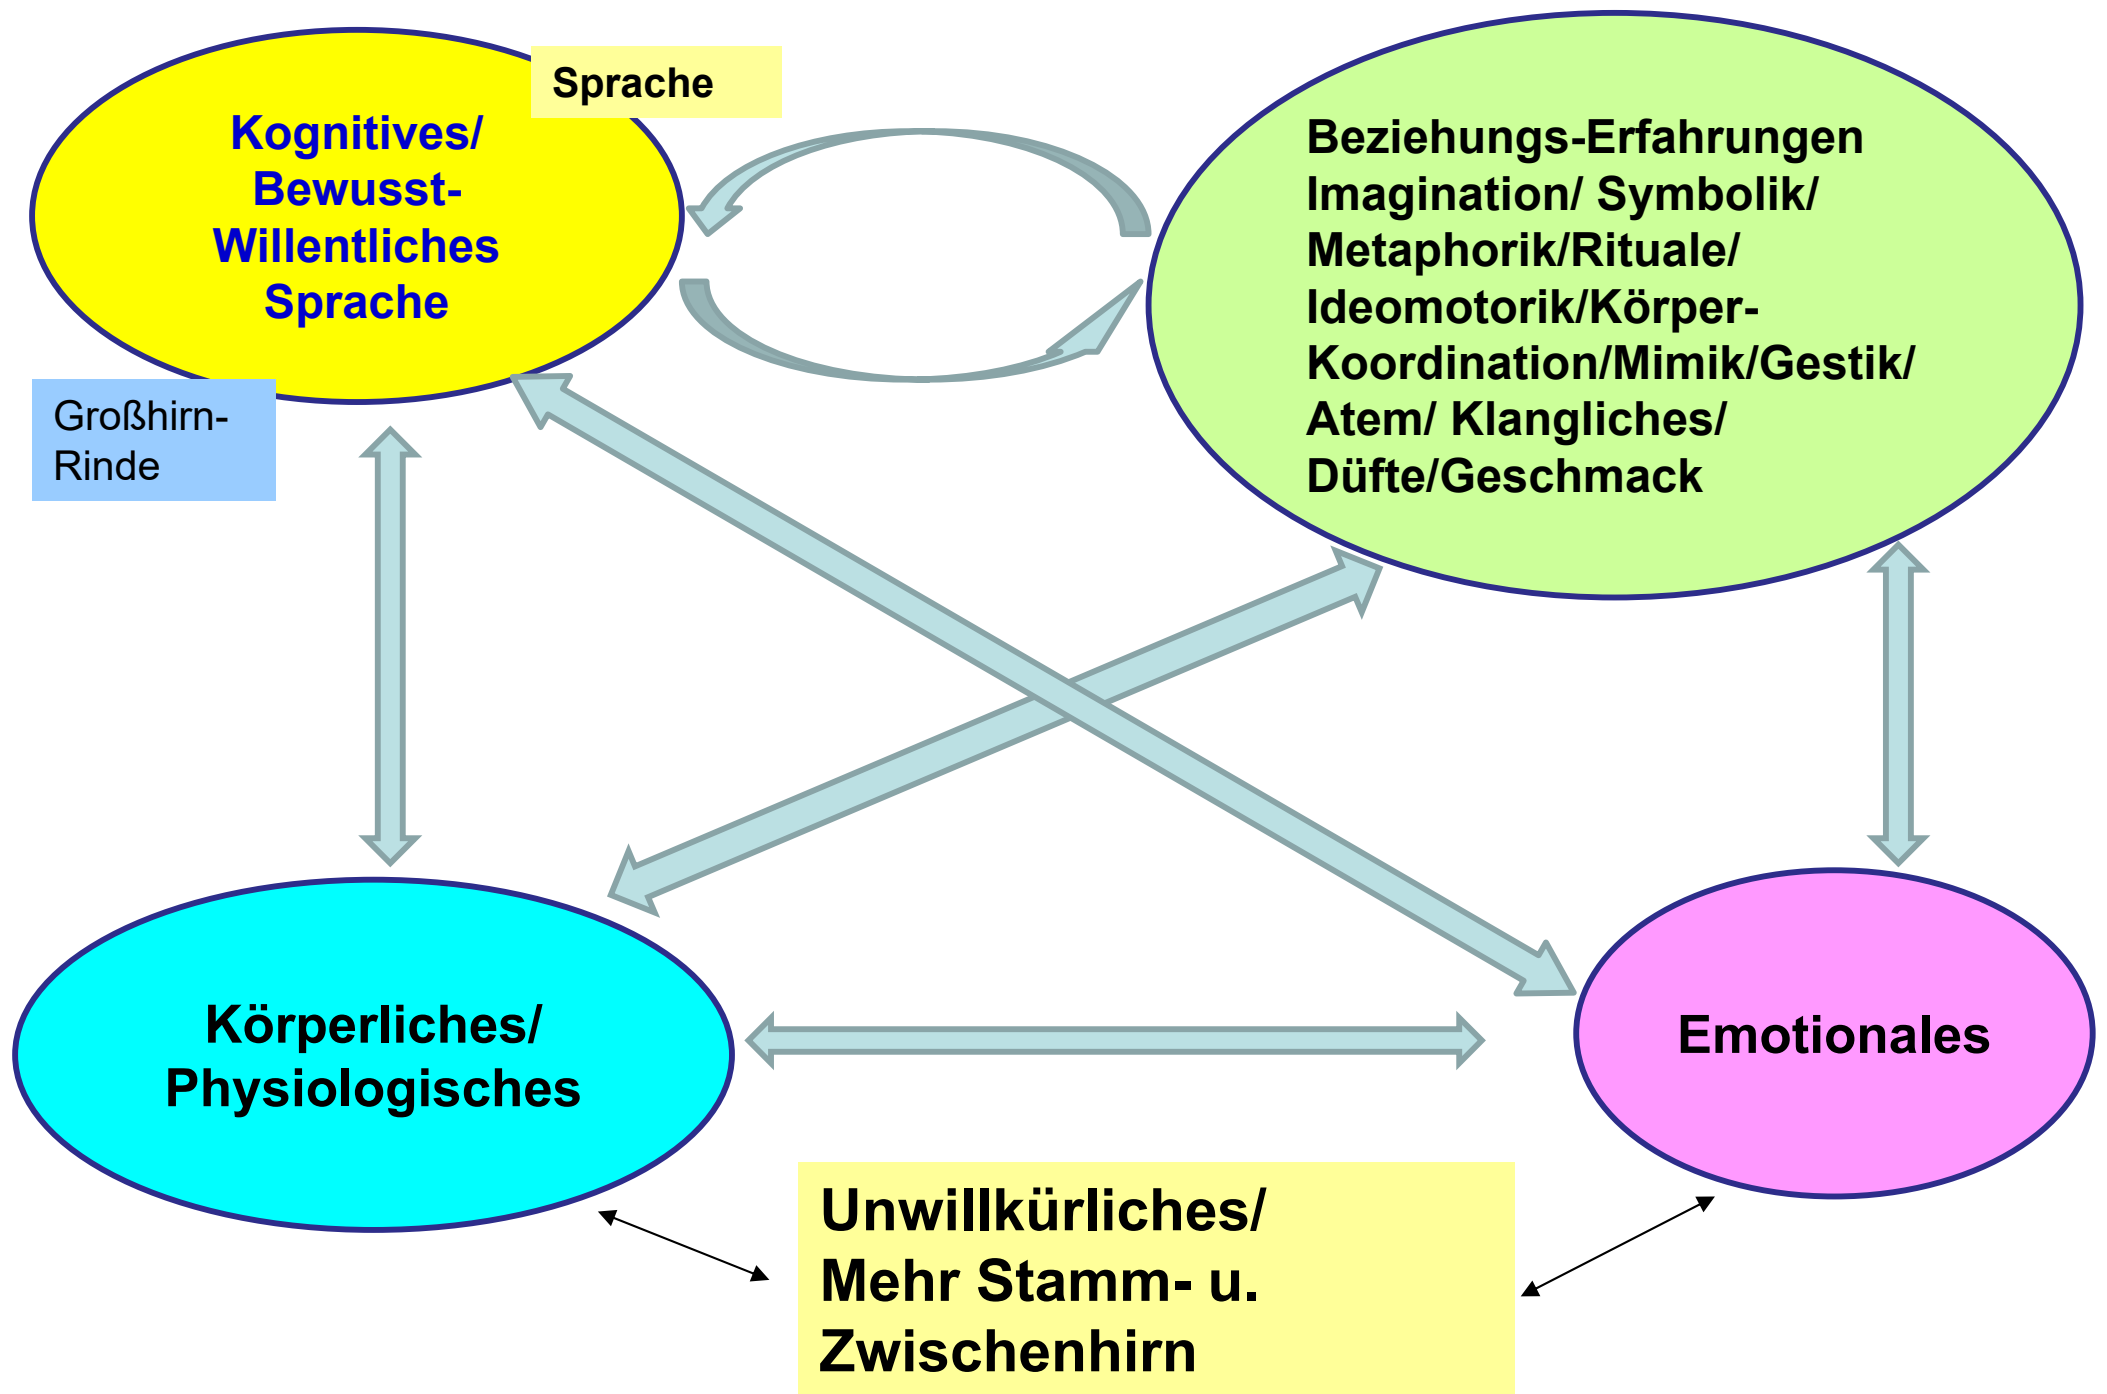 Sprache
Kognitives/
Bewusst-
Willentliches
Sprache
Großhirn-
Rinde
Beziehungs-Erfahrungen
Imagination/ Symbolik/
Metaphorik/Rituale/
Ideomotorik/Körper-
Koordination/Mimik/Gestik/
Atem/ Klangliches/
Düfte/Geschmack
Körperliches/
Physiologisches
Emotionales
Unwillkürliches/
Mehr Stamm- u.
Zwischenhirn